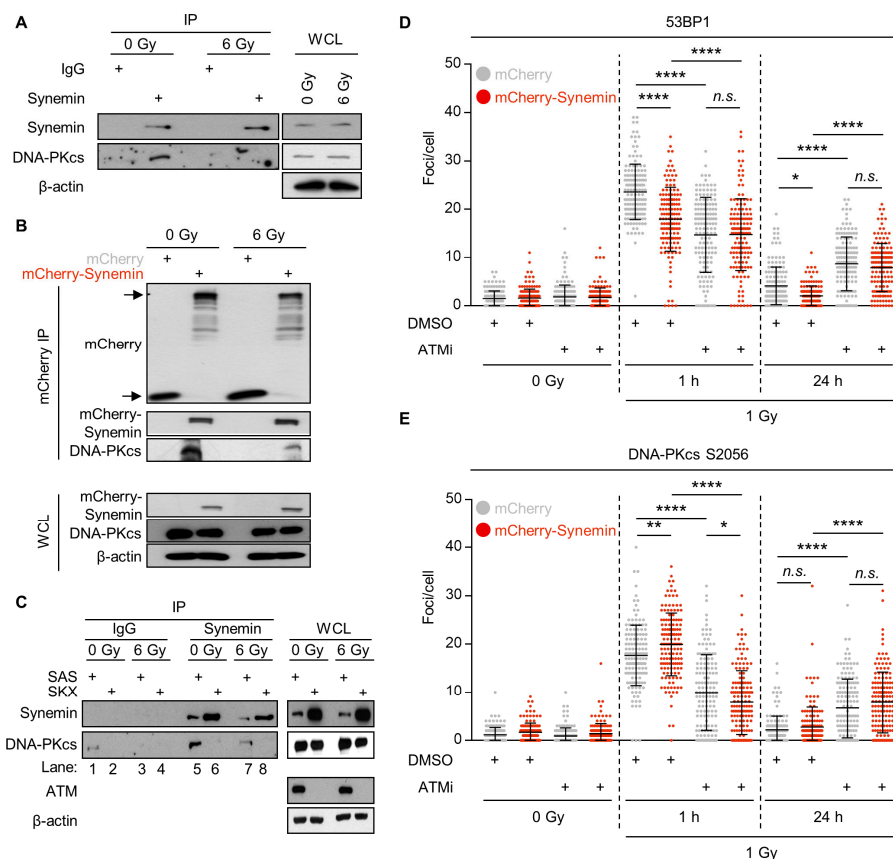 A
IP
0 Gy 6 Gy WCL
IgG + +
Synemin + + 0 Gy 6 Gy
Synemin
DNA-PKcs
β-actin
B
0 Gy 6 Gy
mCherry + +
mCherry-Synemin + +
mCherry IP
mCherry
mCherry-
Synemin
DNA-PKcs
WCL
mCherry-
Synemin
DNA-PKcs
β-actin
C
IP
IgG Synemin WCL
0 Gy 6 Gy 0 Gy 6 Gy 0 Gy 6 Gy
SAS + + + + + +
SKX + + + + + +
Synemin
DNA-PKcs
Lane: 1 2 3 4 5 6 7 8
ATM
β-actin
D
53BP1
Foci/cell
50
40
30
20
10
0
mCherry
mCherry-Synemin
****
****
**** n.s.
****
****
* n.s.
DMSO + + + + + +
ATMi + + + + + +
0 Gy 1 h 24 h
1 Gy
E
DNA-PKcs S2056
Foci/cell
50
40
30
20
10
0
mCherry
mCherry-Synemin
****
****
** *
****
****
n.s. n.s.
DMSO + + + + + +
ATMi + + + + + +
0 Gy 1 h 24 h
1 Gy